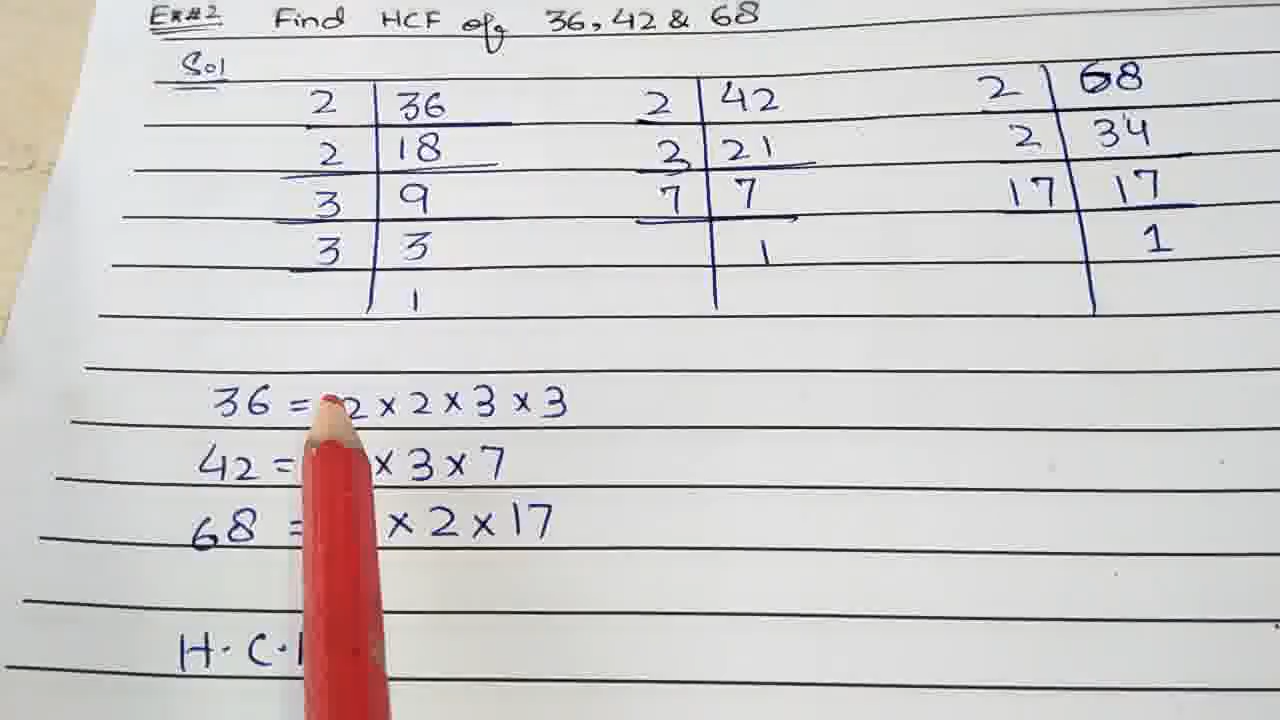 Ex#2 Find HCF of 36, 42 & 68
Sol
2 36 2 42 2 68
2 18 3 21 2 34
3 9 7 7 17 17
3 3 1 1
1
36 = 2 × 2 × 3 × 3
42 = × 3 × 7
68 = × 2 × 17
H.C.